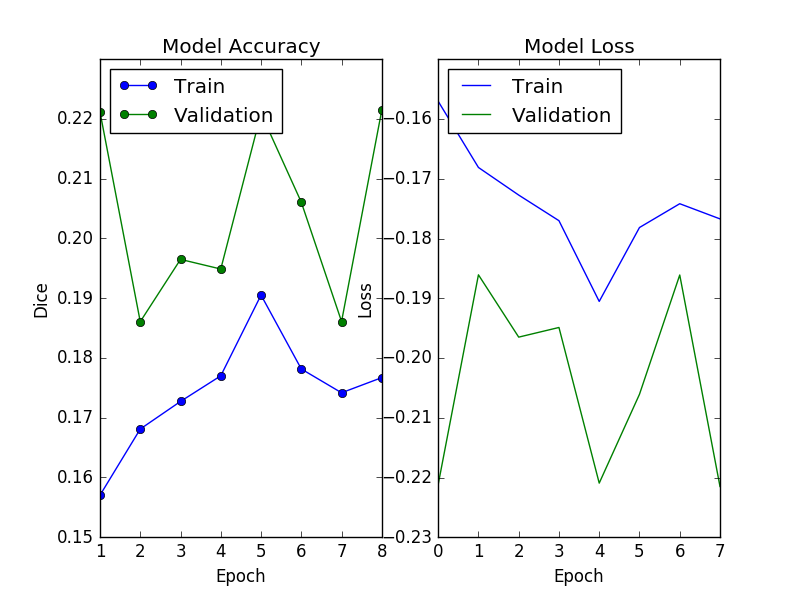 Model Accuracy
Train
Validation
0.22
0.21
0.20
0.19
0.18
0.17
0.16
0.15
Dice
1 2 3 4 5 6 7 8
Epoch
Model Loss
Train
Validation
−0.16
−0.17
−0.18
−0.19
−0.20
−0.21
−0.22
−0.23
Loss
0 1 2 3 4 5 6 7
Epoch